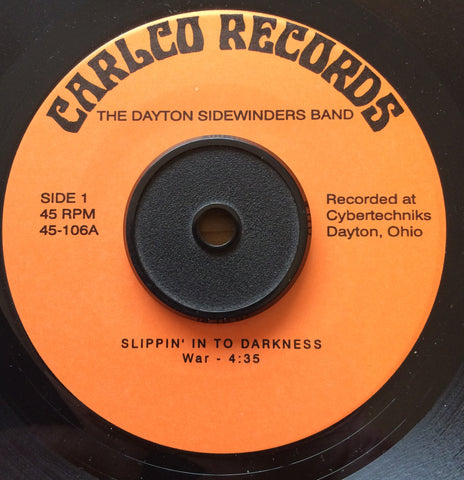 CARLCO RECORDS
THE DAYTON SIDEWINDERS BAND
SIDE 1
45 RPM
45-106A
Recorded at
Cybertechniks
Dayton, Ohio
SLIPPIN' IN TO DARKNESS
War - 4:35